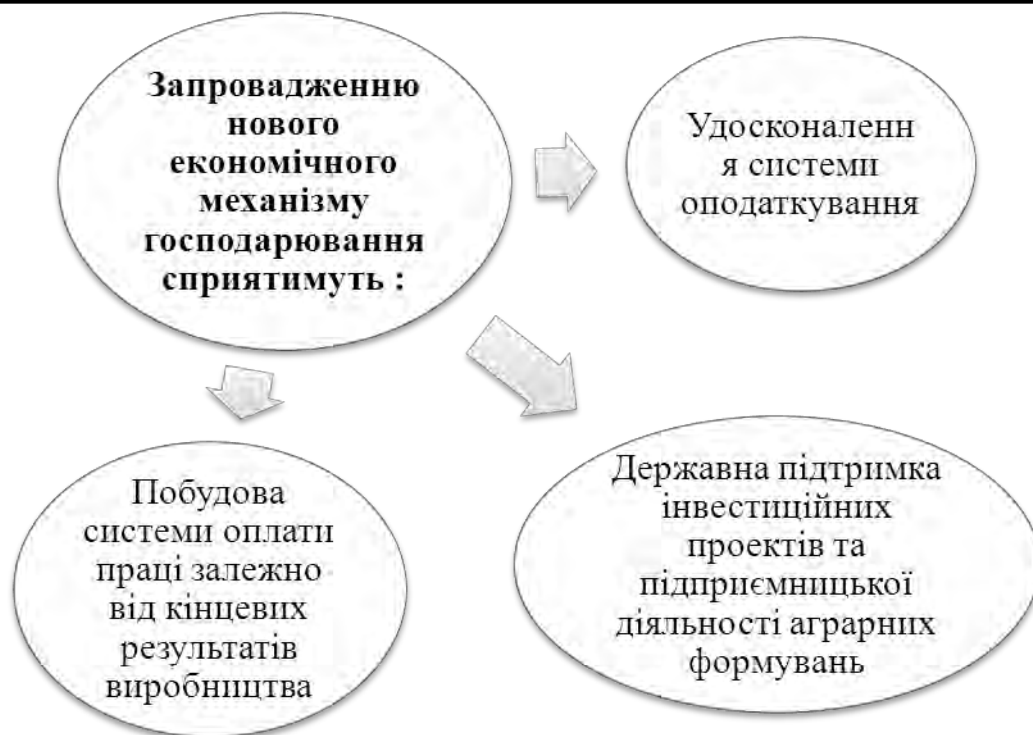 Запровадженню
нового
економічного
механізму
господарювання
сприятимуть :
Удосконаленн
я системи
оподаткування
Побудова
системи оплати
праці залежно
від кінцевих
результатів
виробництва
Державна підтримка
інвестиційних
проектів та
підприємницької
діяльності аграрних
формувань